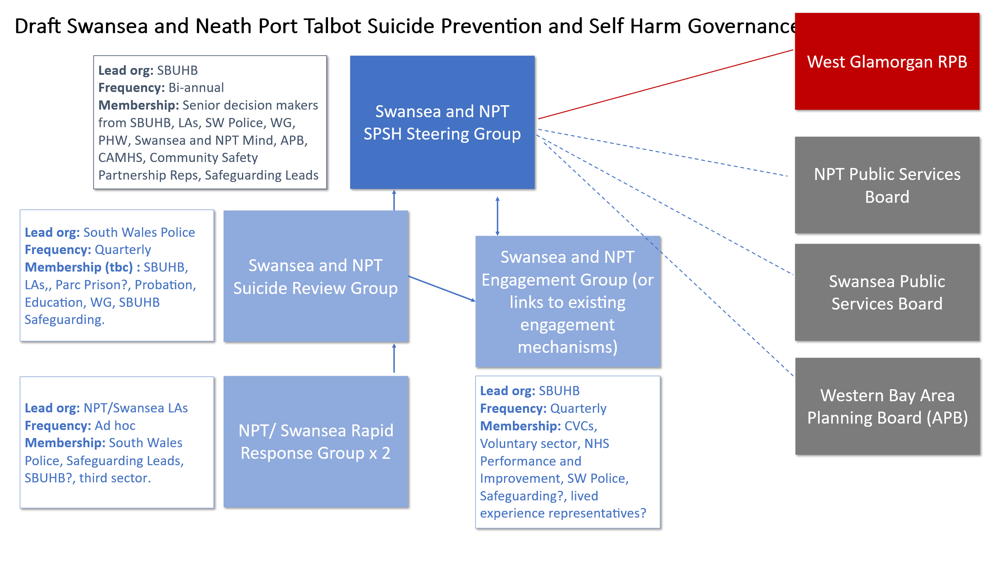 Draft Swansea and Neath Port Talbot Suicide Prevention and Self Harm Governance
West Glamorgan RPB
Lead org: SBUHB
Frequency: Bi-annual
Membership: Senior decision makers
from SBUHB, LAs, SW Police, WG,
PHW, Swansea and NPT Mind, APB,
CAMHS, Community Safety
Partnership Reps, Safeguarding Leads
Swansea and NPT
SPSH Steering Group
NPT Public Services
Board
Lead org: South Wales Police
Frequency: Quarterly
Membership (tbc) : SBUHB,
LAs,, Parc Prison?, Probation,
Education, WG, SBUHB
Safeguarding.
Swansea and NPT
Suicide Review Group
Swansea and NPT
Engagement Group (or
links to existing
engagement
mechanisms)
Swansea Public
Services Board
Lead org: NPT/Swansea LAs
Frequency: Ad hoc
Membership: South Wales
Police, Safeguarding Leads,
SBUHB?, third sector.
NPT/ Swansea Rapid
Response Group x 2
Lead org: SBUHB
Frequency: Quarterly
Membership: CVCs,
Voluntary sector, NHS
Performance and
Improvement, SW Police,
Safeguarding?, lived
experience representatives?
Western Bay Area
Planning Board (APB)